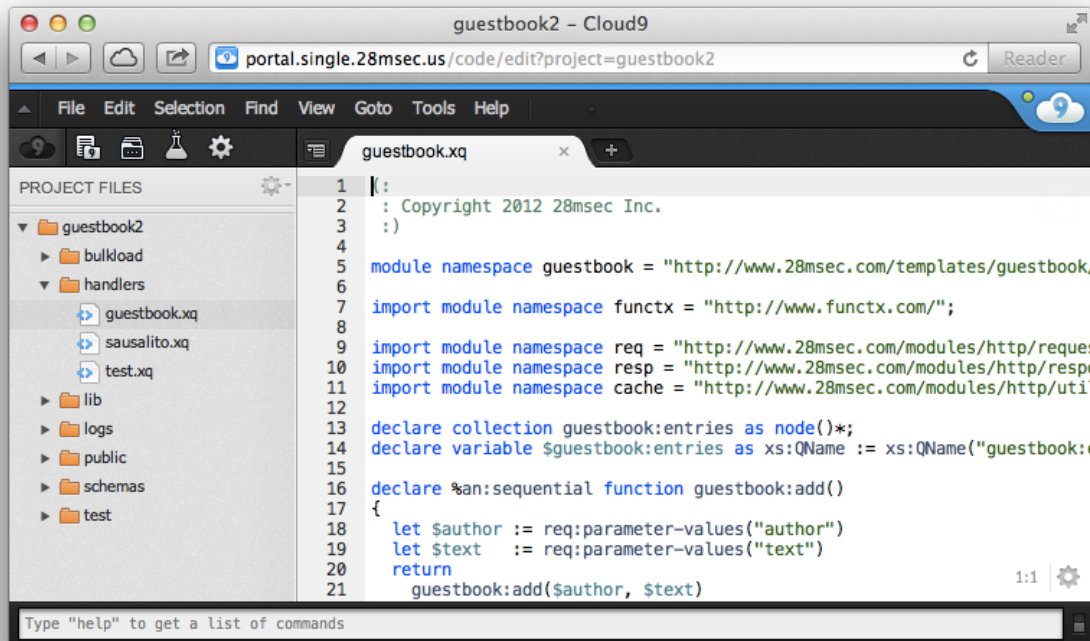 guestbook2 – Cloud9
portal.single.28msec.us/code/edit?project=guestbook2
Reader
File Edit Selection Find View Goto Tools Help
9
guestbook.xq
PROJECT FILES
guestbook2
bulkload
handlers
guestbook.xq
sausalito.xq
test.xq
lib
logs
public
schemas
test
1 (:
2  : Copyright 2012 28msec Inc.
3  :)
4
5 module namespace guestbook = "http://www.28msec.com/templates/guestbook/
6
7 import module namespace functx = "http://www.functx.com/";
8
9 import module namespace req = "http://www.28msec.com/modules/http/reque
10 import module namespace resp = "http://www.28msec.com/modules/http/resp
11 import module namespace cache = "http://www.28msec.com/modules/http/uti
12
13 declare collection guestbook:entries as node()*;
14 declare variable $guestbook:entries as xs:QName := xs:QName("guestbook:
15
16 declare %an:sequential function guestbook:add()
17 {
18   let $author := req:parameter-values("author")
19   let $text   := req:parameter-values("text")
20   return
21     guestbook:add($author, $text)
1:1
Type "help" to get a list of commands